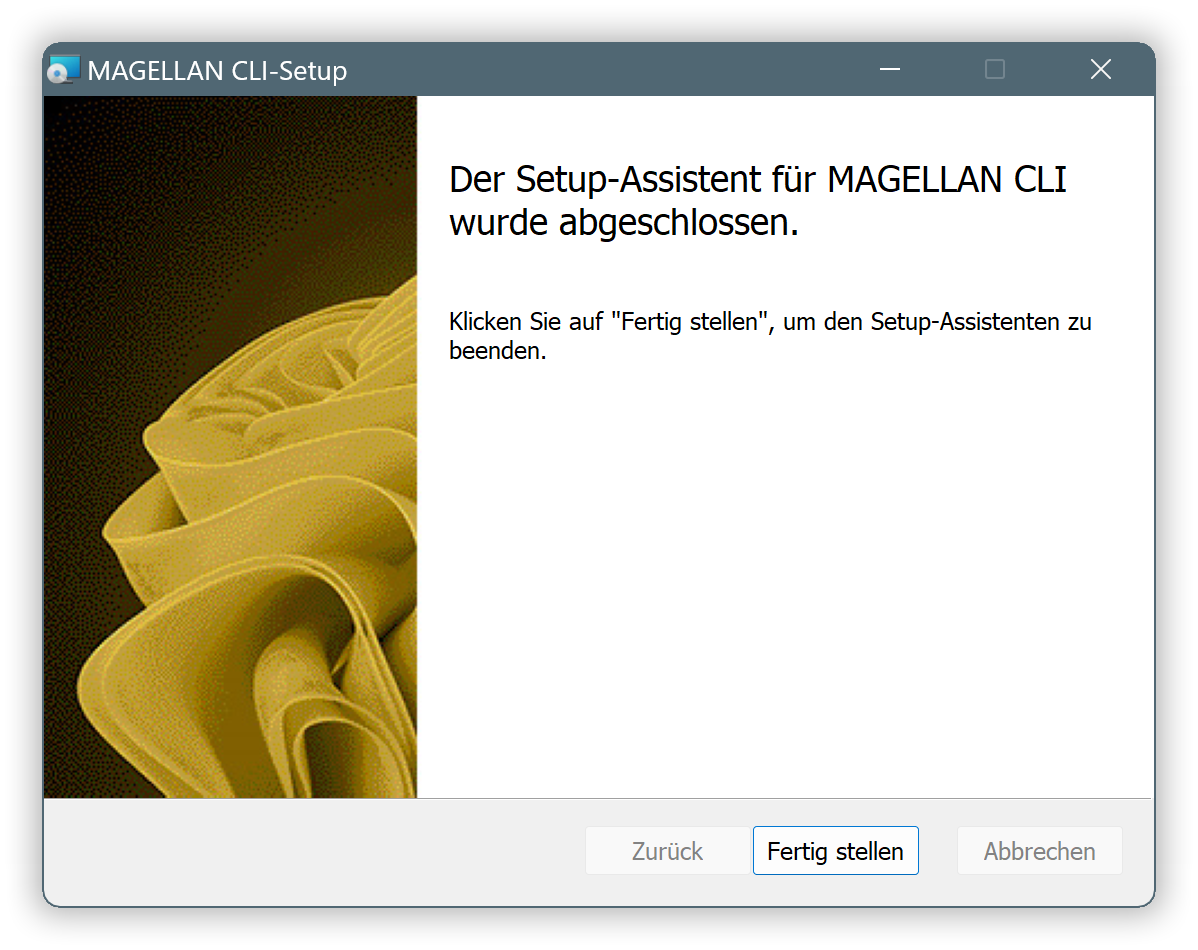 MAGELLAN CLI-Setup
Der Setup-Assistent für MAGELLAN CLI
wurde abgeschlossen.
Klicken Sie auf "Fertig stellen", um den Setup-Assistenten zu
beenden.
Zurück
Fertig stellen
Abbrechen